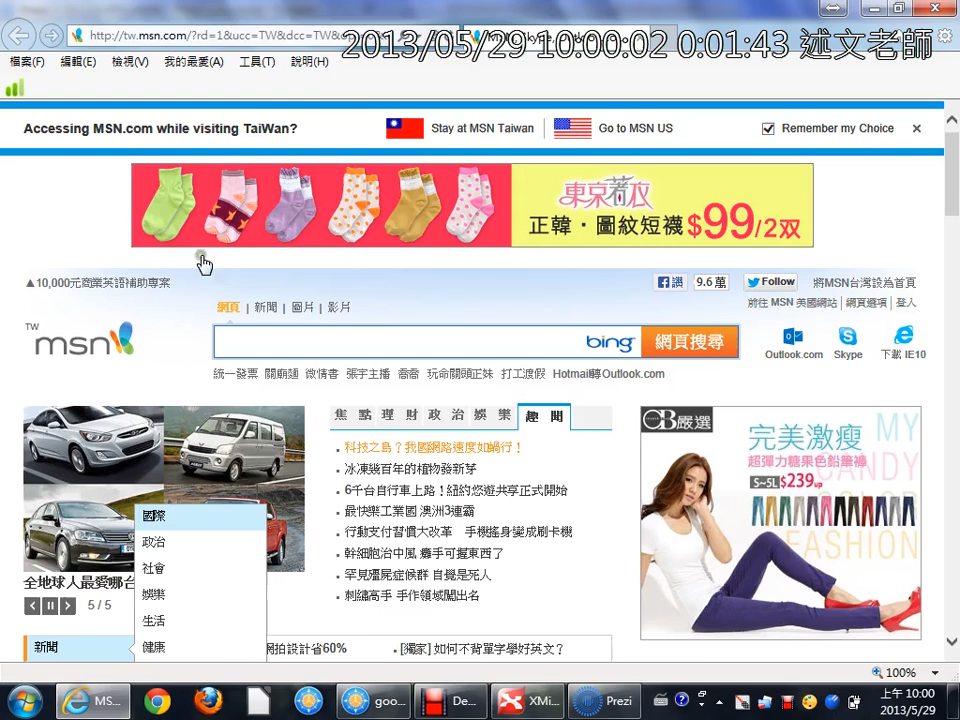 http://tw.msn.com/?rd=1&ucc=TW&dcc=TW&
2013/05/29 10:00:02 0:01:43 述文老師
檔案(F) 編輯(E) 檢視(V) 我的最愛(A) 工具(T) 說明(H)
Accessing MSN.com while visiting TaiWan?
Stay at MSN Taiwan
Go to MSN US
Remember my Choice
東京著衣
正韓・圖紋短襪$99/2双
▲10,000元商業英語補助專案
讚 9.6 萬
Follow
將MSN台灣設為首頁
前往 MSN 美國網站 | 網頁選項 | 登入
網頁 | 新聞 | 圖片 | 影片
TW
msn
bing
網頁搜尋
Outlook.com
Skype
下載 IE10
統一發票 關廟麵 微情書 張宇主播 喬喬 玩命關頭正妹 打工渡假 Hotmail轉Outlook.com
焦點 理財 政治 娛樂 趣聞
科技之島？我國網路速度如蝸行！
冰凍幾百年的植物發新芽
6千台自行車上路！紐約悠遊共享正式開始
最快樂工業國 澳洲3連霸
行動支付習慣大改革 手機搖身變成刷卡機
幹細胞治中風 癱手可握東西了
罕見殭屍症候群 自覺是死人
刺繡高手 手作領域闖出名
CB嚴選
完美激瘦
超彈力糖果色鉛筆褲
S~5L $239up
MY
CANDY
FASHION
全地球人最愛哪台
5 / 5
新聞
國際
政治
社會
娛樂
生活
健康
網拍設計省60%
[獨家] 如何不背單字學好英文？
100%
MS...
goo...
De...
XMi...
Prezi
上午 10:00
2013/5/29